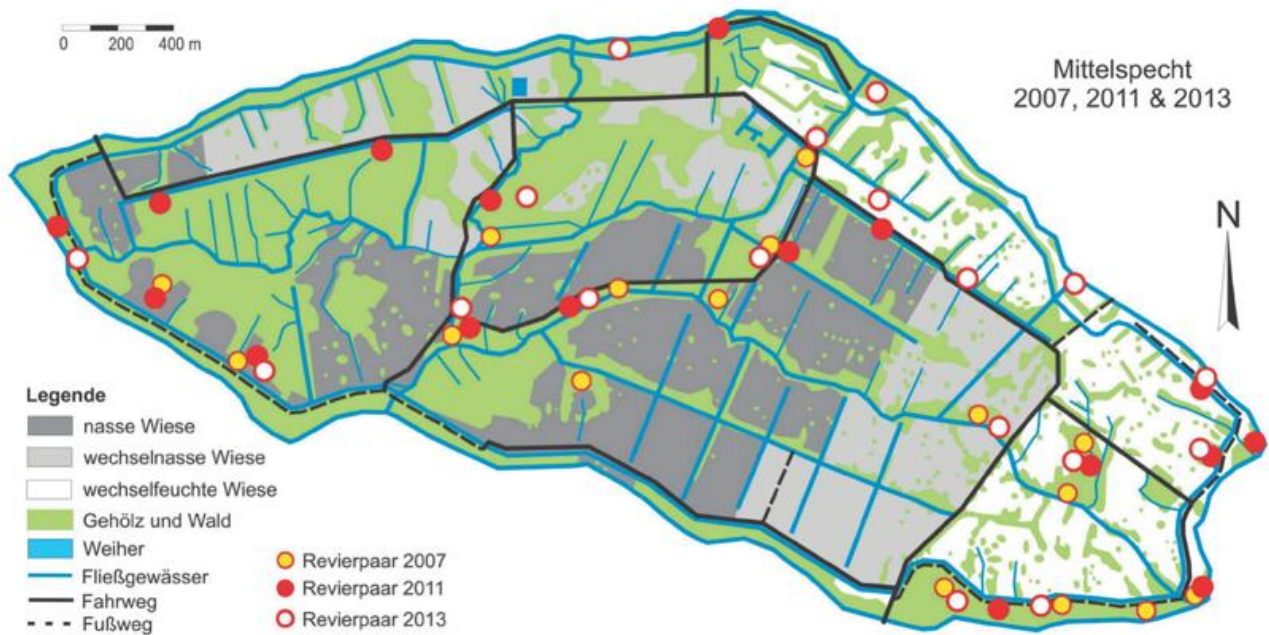 0 200 400 m
Mittelspecht
2007, 2011 & 2013
N
Legende
nasse Wiese
wechselnasse Wiese
wechselfeuchte Wiese
Gehölz und Wald
Weiher
Fließgewässer
Fahrweg
Fußweg
Revierpaar 2007
Revierpaar 2011
Revierpaar 2013